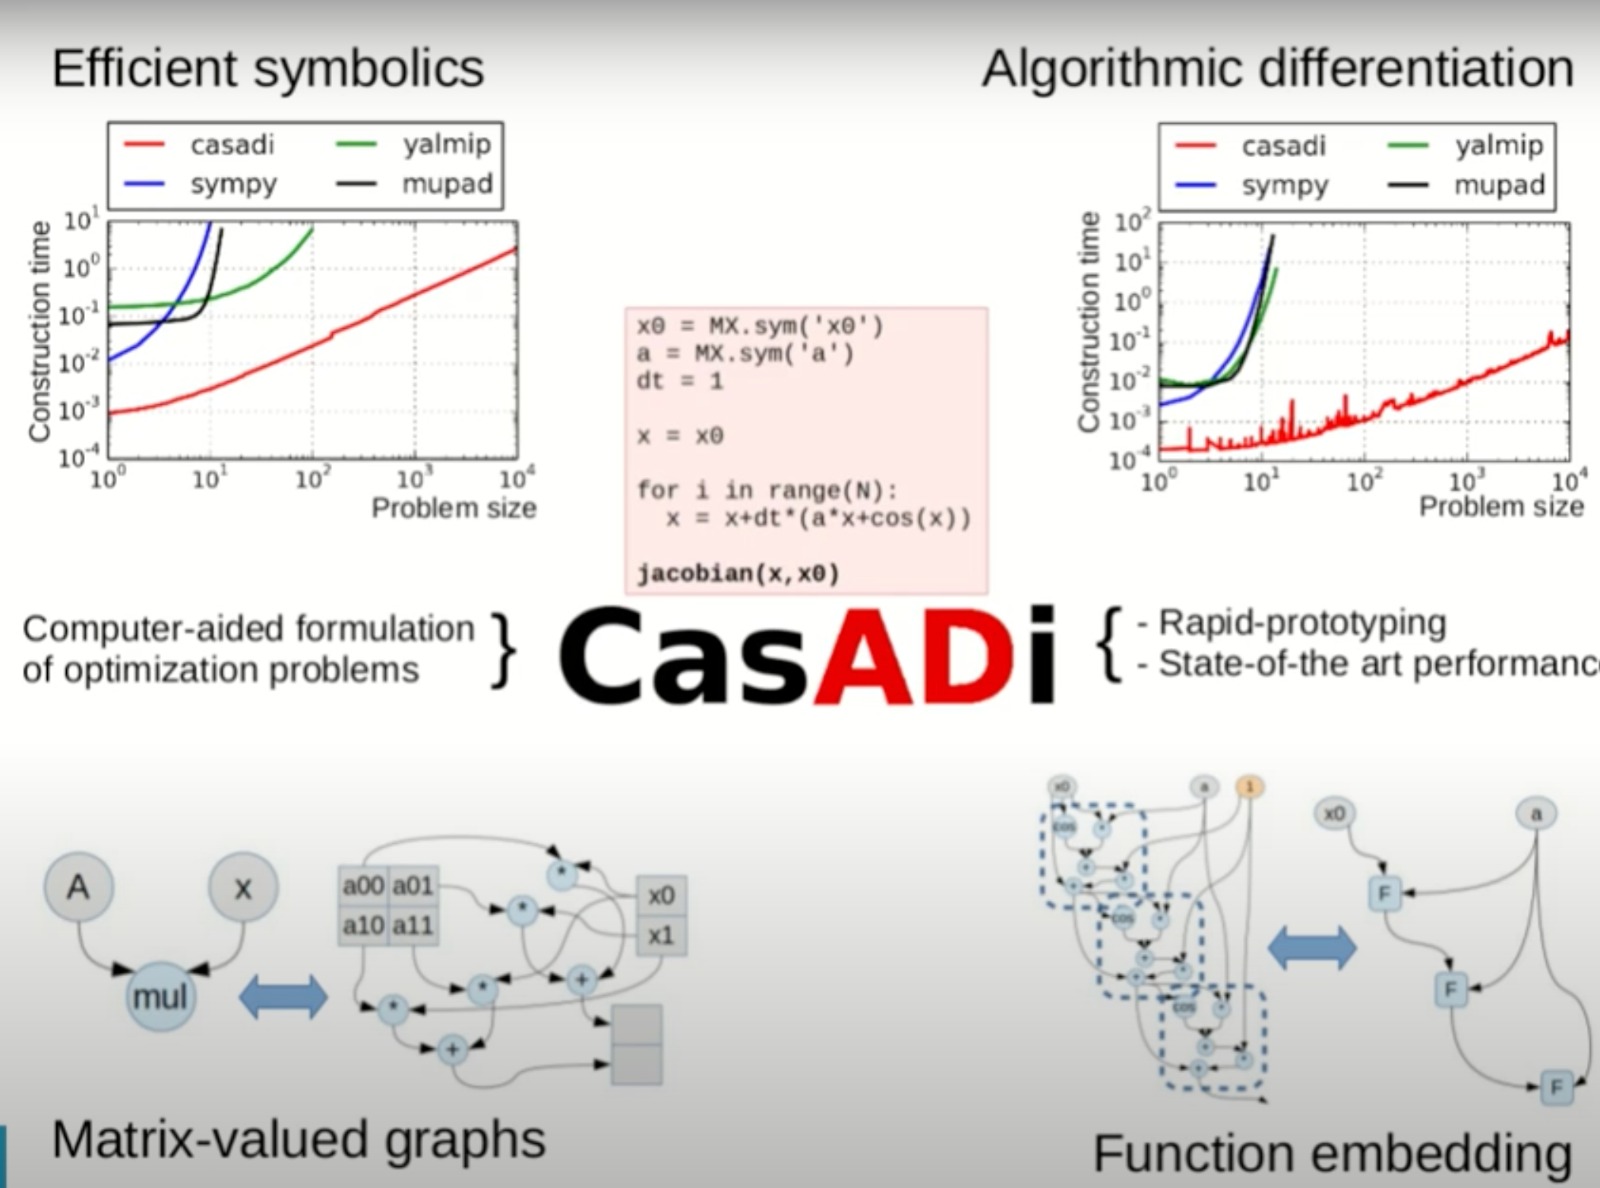 Efficient symbolics
Algorithmic differentiation
casadi yalmip
sympy mupad
casadi yalmip
sympy mupad
Construction time
10^1
10^0
10^-1
10^-2
10^-3
10^-4
10^0 10^1 10^2 10^3 10^4
Problem size
Construction time
10^2
10^1
10^0
10^-1
10^-2
10^-3
10^-4
10^0 10^1 10^2 10^3 10^4
Problem size
x0 = MX.sym('x0')
a = MX.sym('a')
dt = 1
x = x0
for i in range(N):
x = x+dt*(a*x+cos(x))
jacobian(x,x0)
Computer-aided formulation
of optimization problems
}
CasADi
{
- Rapid-prototyping
- State-of-the art performanc
A
x
mul
a00 a01
a10 a11
*
*
*
*
+
+
x0
x1
x0 a 1
cos
cos
cos
x0
a
F
F
F
Matrix-valued graphs
Function embedding